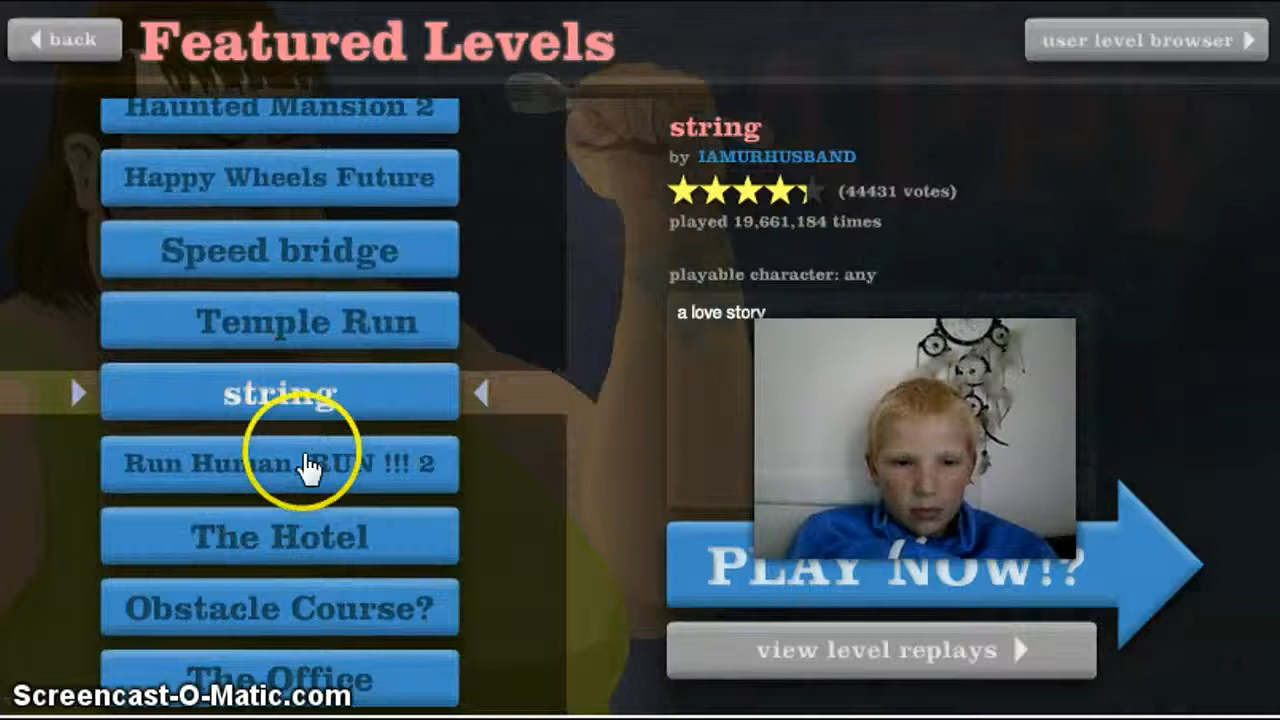 back
Featured Levels
user level browser
Haunted Mansion 2
Happy Wheels Future
Speed bridge
Temple Run
string
Run Human, RUN !!! 2
The Hotel
Obstacle Course?
The Office
string
by IAMURHUSBAND
(44431 votes)
played 19,661,184 times
playable character: any
a love story
PLAY NOW!?
view level replays
Screencast-O-Matic.com